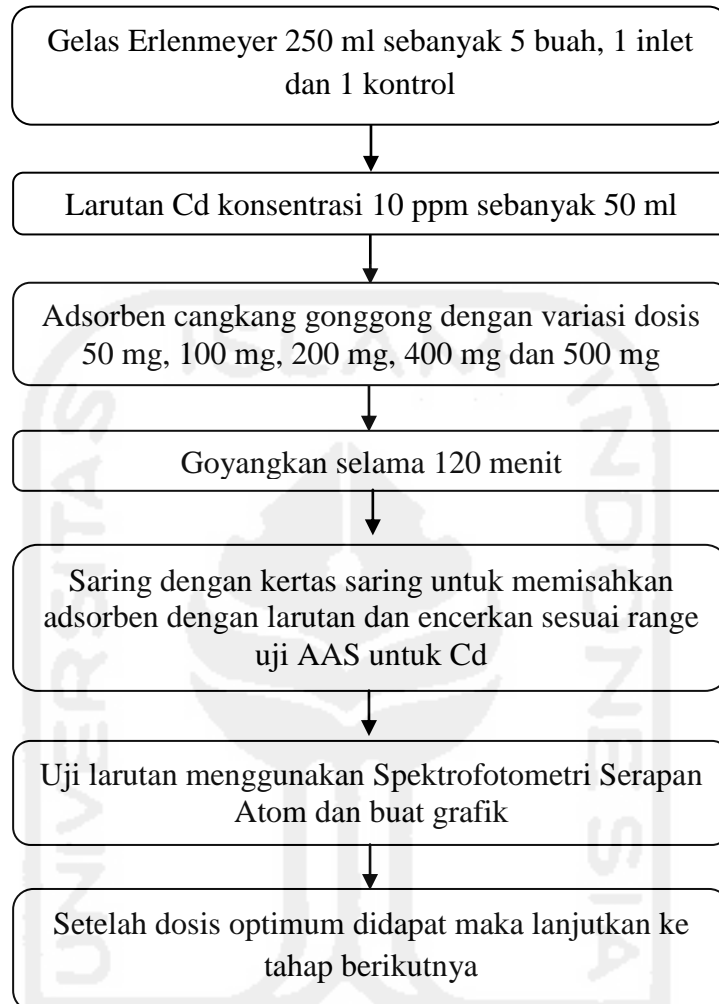 Gelas Erlenmeyer 250 ml sebanyak 5 buah, 1 inlet
dan 1 kontrol
Larutan Cd konsentrasi 10 ppm sebanyak 50 ml
Adsorben cangkang gonggong dengan variasi dosis
50 mg, 100 mg, 200 mg, 400 mg dan 500 mg
Goyangkan selama 120 menit
Saring dengan kertas saring untuk memisahkan
adsorben dengan larutan dan encerkan sesuai range
uji AAS untuk Cd
Uji larutan menggunakan Spektrofotometri Serapan
Atom dan buat grafik
Setelah dosis optimum didapat maka lanjutkan ke
tahap berikutnya
UNIVERSITAS
ISLAM
INDONESIA